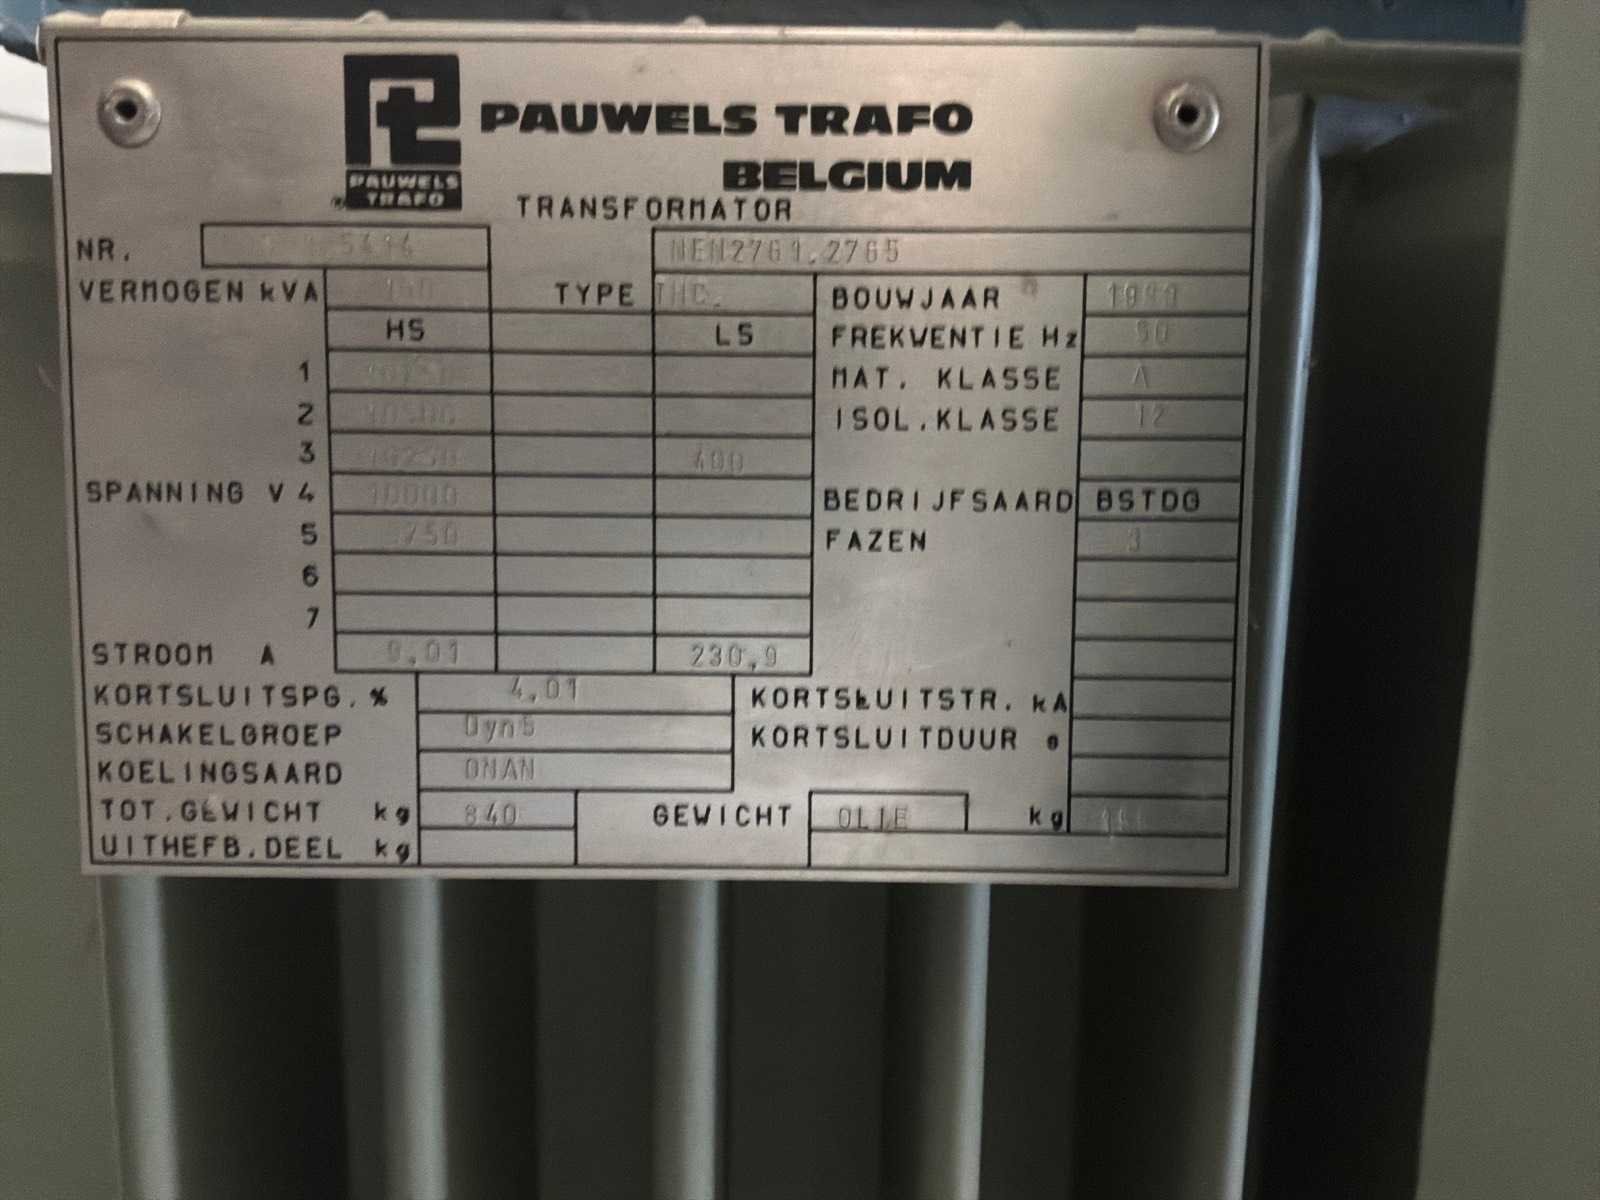 PAUWELS TRAFO
BELGIUM
PAUWELS
TRAFO
TRANSFORMATOR
NR. NEN2761.2765
VERMOGEN kVA TYPE BOUWJAAR
HS LS FREKWENTIE Hz 50
1 MAT. KLASSE A
2 10500 ISOL.KLASSE 12
3 10250 400
SPANNING V 4 10000 BEDRIJFSAARD BSTDG
5 FAZEN 3
6
7
STROOM A 230,9
KORTSLUITSPG. % 4,01 KORTSLUITSTR. kA
SCHAKELGROEP Dyn5 KORTSLUITDUUR s
KOELINGSAARD ONAN
TOT.GEWICHT kg 840 GEWICHT OLIE kg
UITHEFB.DEEL kg